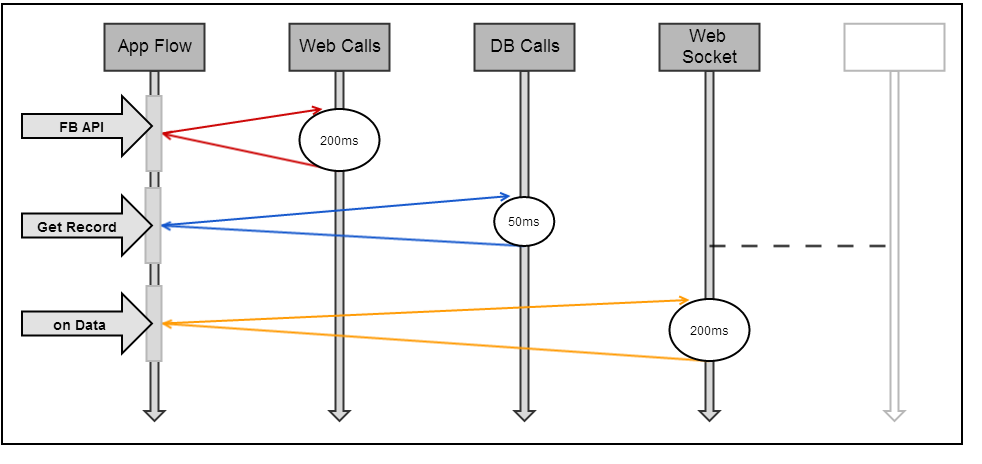 App Flow
Web Calls
DB Calls
Web
Socket
FB API
200ms
Get Record
50ms
on Data
200ms